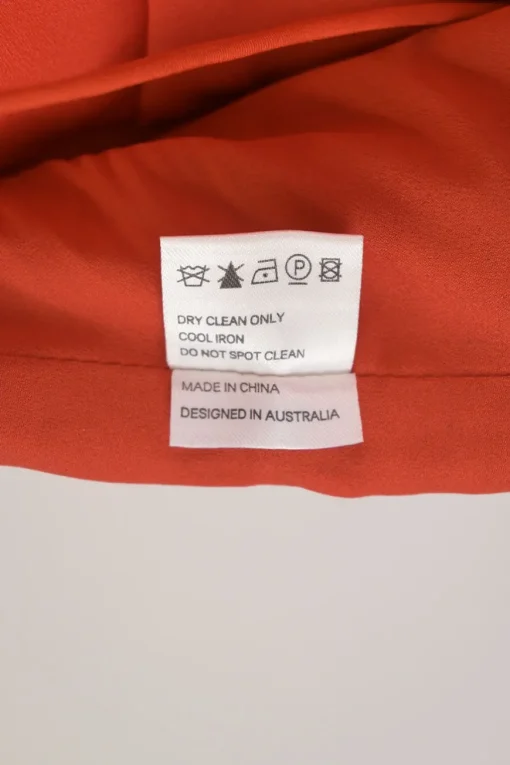 P
DRY CLEAN ONLY
COOL IRON
DO NOT SPOT CLEAN
MADE IN CHINA
DESIGNED IN AUSTRALIA